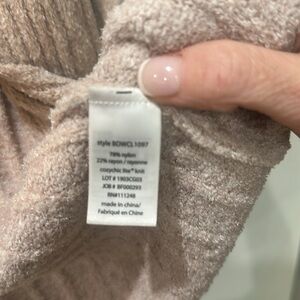 style BDWCL1097
78% nylon
22% rayon / rayonne
cozychic lite™ knit
LOT # 1903CG03
JOB # BF000293
RN#111248
made in china/
Fabriqué en Chine